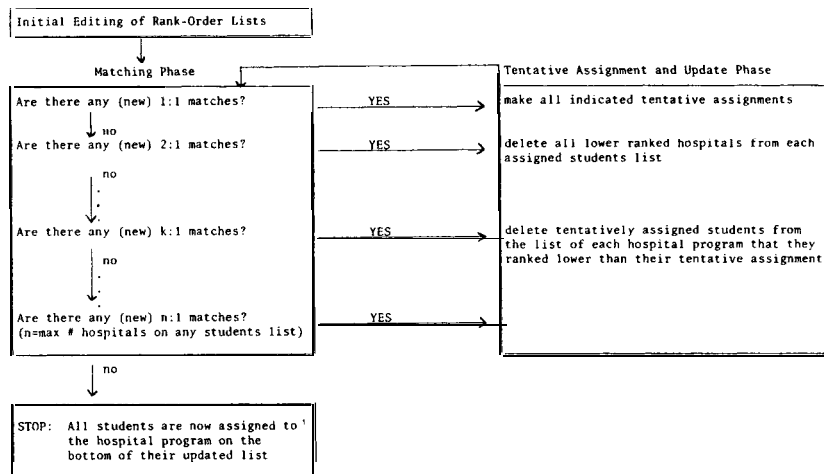 Initial Editing of Rank-Order Lists
Matching Phase
Are there any (new) 1:1 matches?
YES
no
Are there any (new) 2:1 matches?
YES
no
.
.
.
Are there any (new) k:1 matches?
YES
no
.
.
.
Are there any (new) n:1 matches?
(n=max # hospitals on any students list)
YES
no
STOP: All students are now assigned to
the hospital program on the
bottom of their updated list
Tentative Assignment and Update Phase
make all indicated tentative assignments
delete all lower ranked hospitals from each
assigned students list
delete tentatively assigned students from
the list of each hospital program that they
ranked lower than their tentative assignment